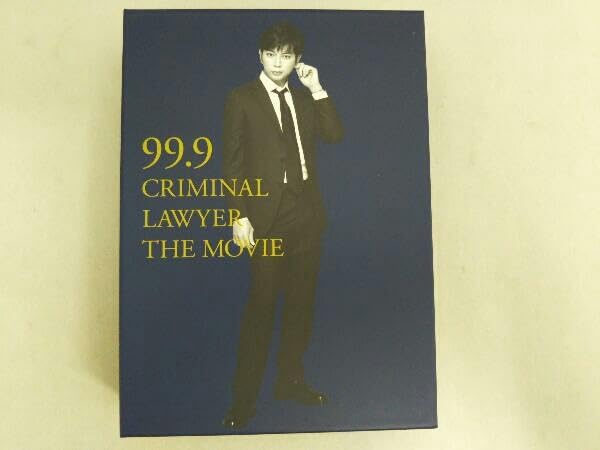 99.9
CRIMINAL
LAWYER
THE MOVIE